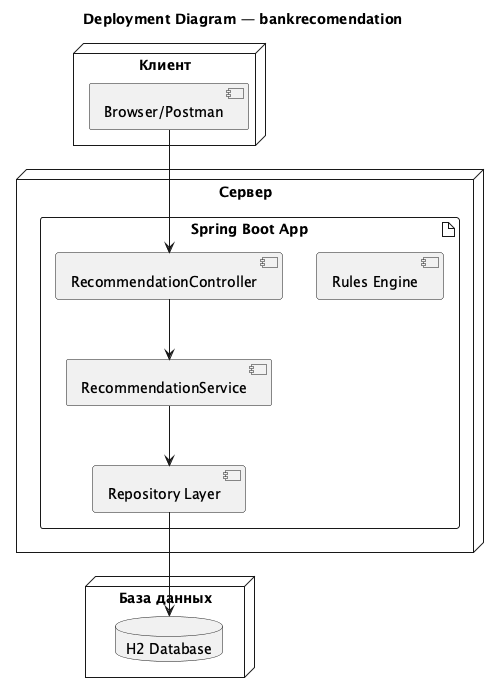 Deployment Diagram — bankrecomendation
Клиент
Browser/Postman
Сервер
Spring Boot App
RecommendationController
Rules Engine
RecommendationService
Repository Layer
База данных
H2 Database